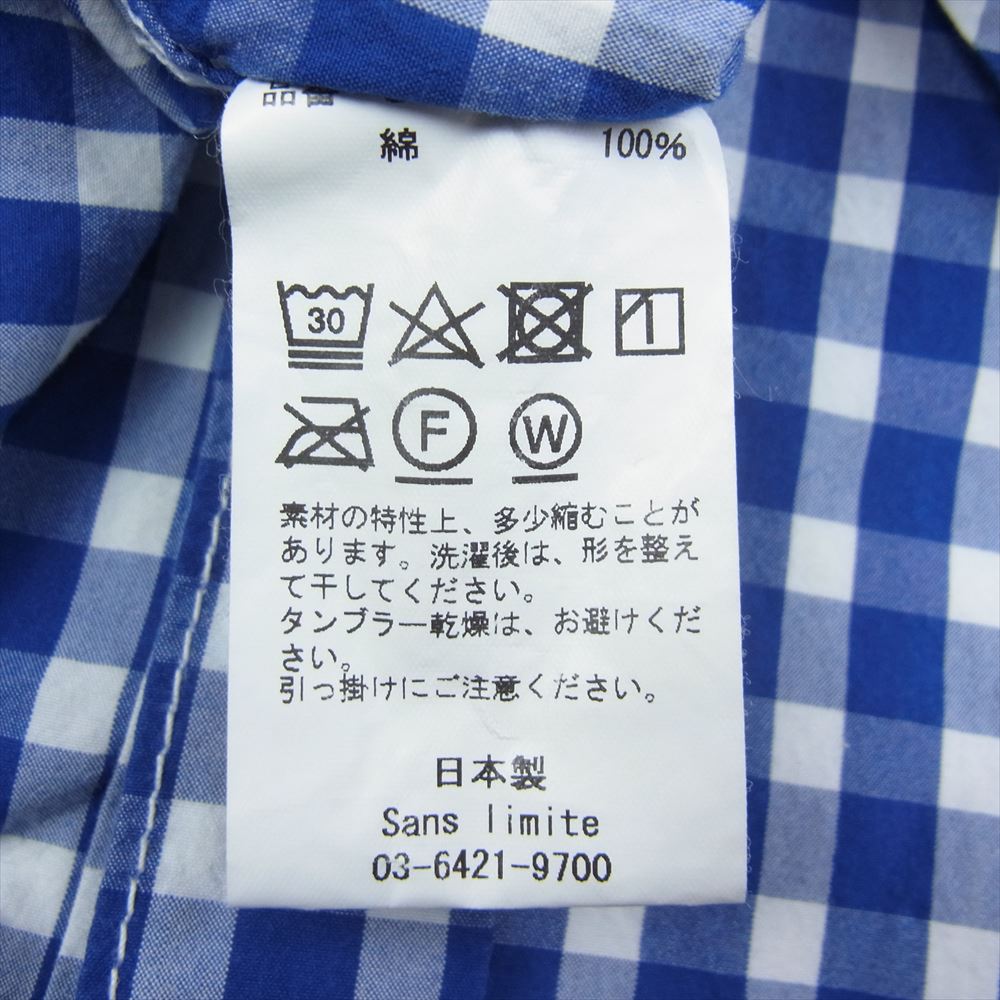 品番
綿 100%
30
F W
素材の特性上、多少縮むことが
あります。洗濯後は、形を整え
て干してください。
タンブラー乾燥は、お避けくだ
さい。
引っ掛けにご注意ください。
日本製
Sans limite
03-6421-9700